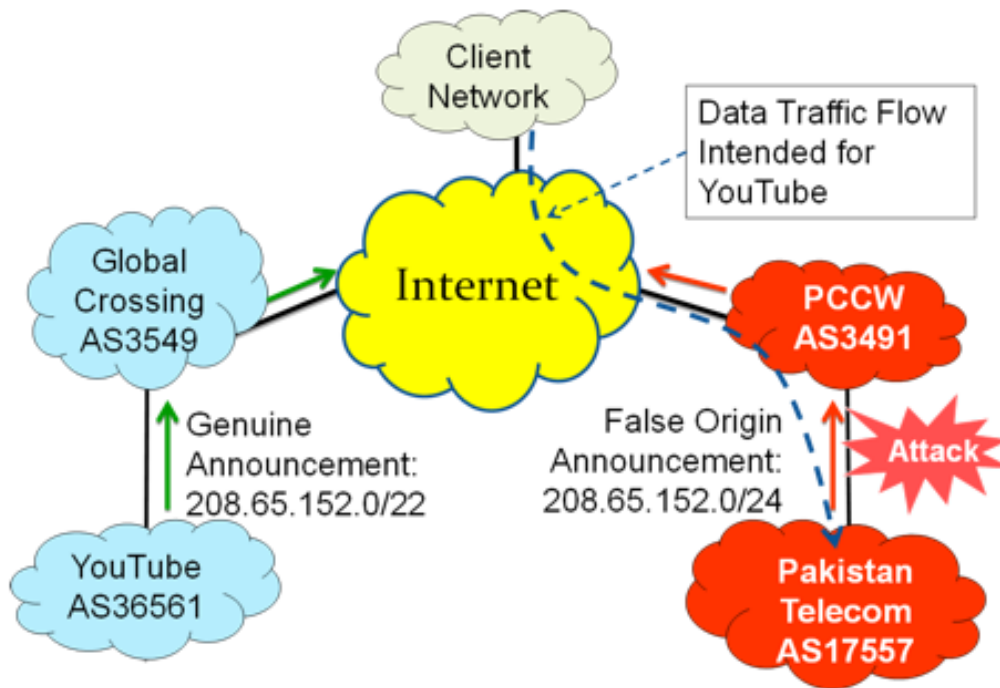 Client
Network
Data Traffic Flow
Intended for
YouTube
Global
Crossing
AS3549
Internet
PCCW
AS3491
Genuine
Announcement:
208.65.152.0/22
False Origin
Announcement:
208.65.152.0/24
Attack
YouTube
AS36561
Pakistan
Telecom
AS17557